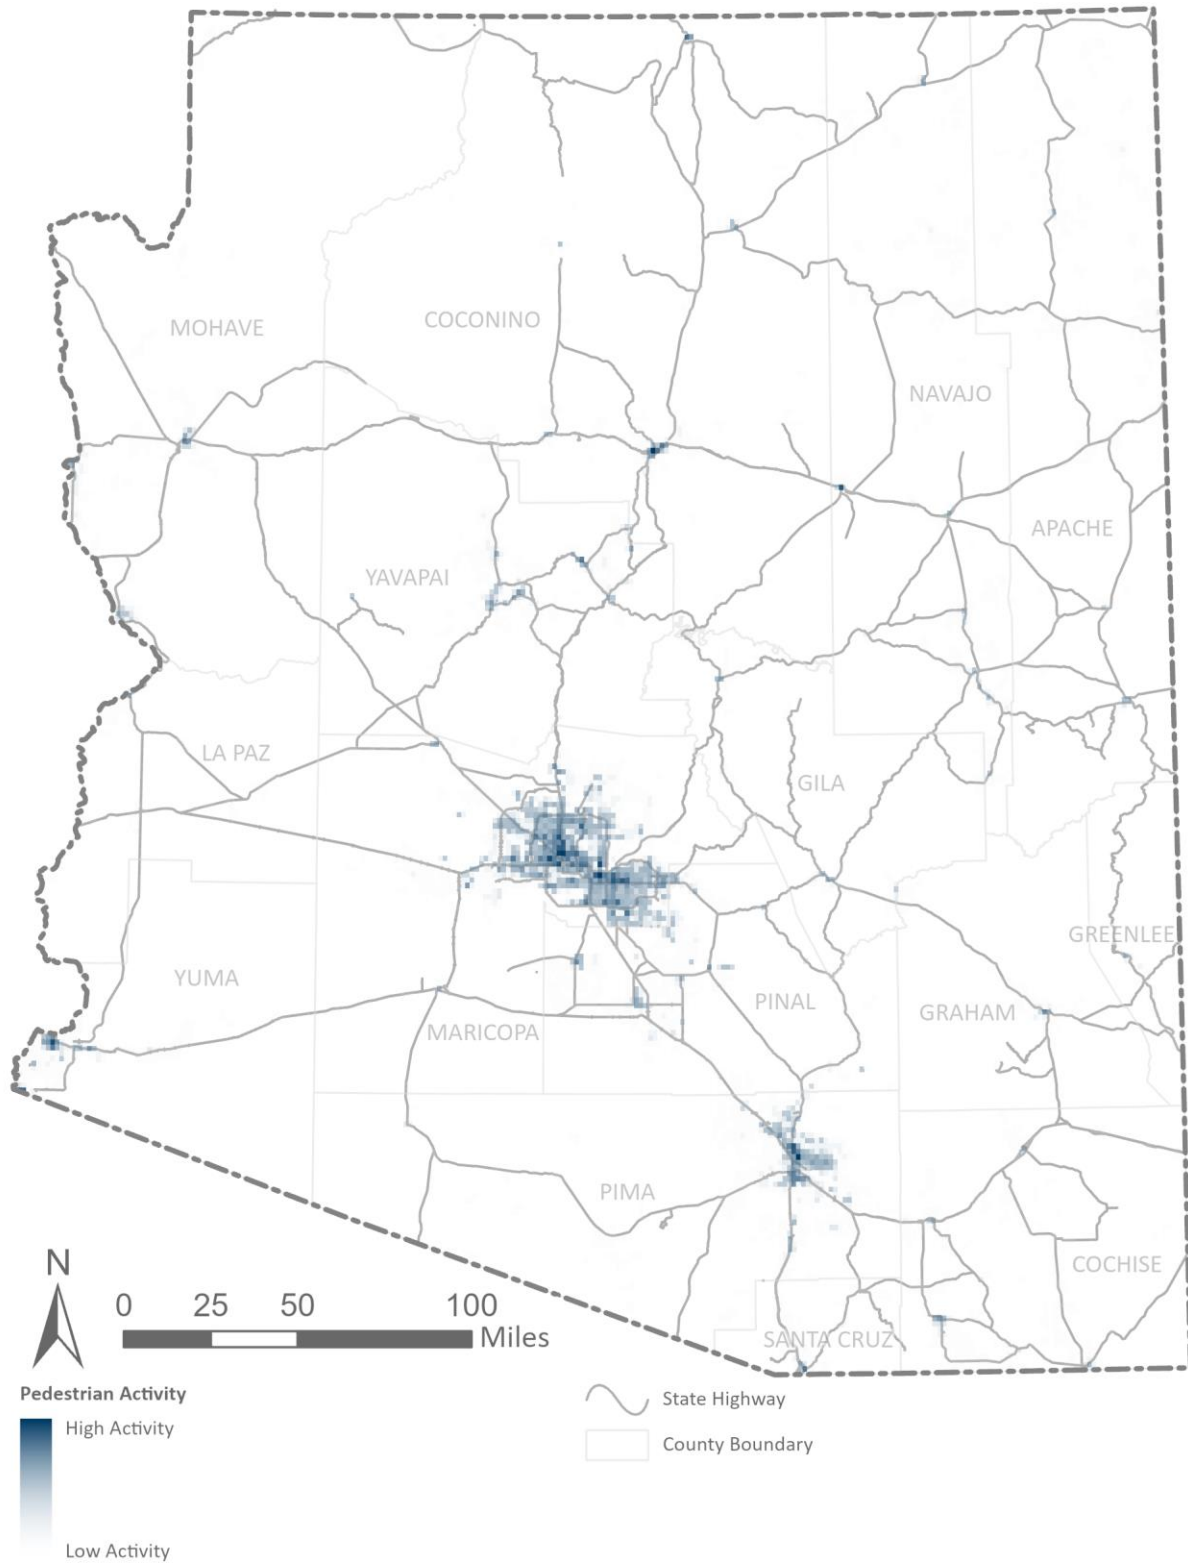 MOHAVE
COCONINO
NAVAJO
APACHE
YAVAPAI
LA PAZ
GILA
GREENLEE
YUMA
PINAL
GRAHAM
MARICOPA
PIMA
COCHISE
SANTA CRUZ
N
0 25 50 100
Miles
Pedestrian Activity
High Activity
Low Activity
State Highway
County Boundary